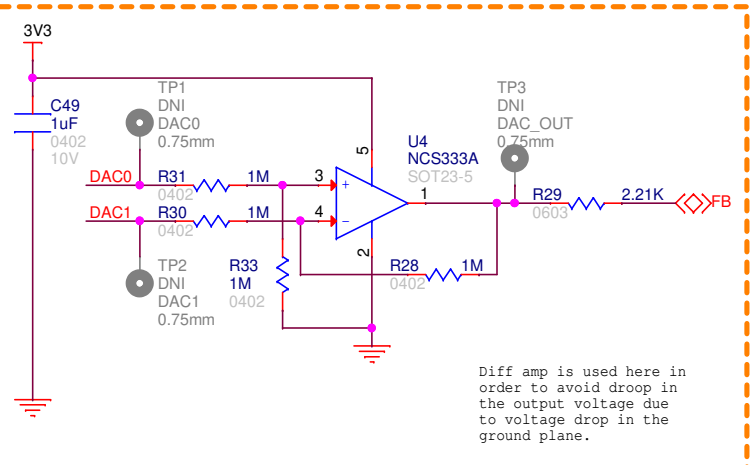 3V3
C49
1uF
0402
10V
TP1
DNI
DAC0
0.75mm
TP3
DNI
DAC_OUT
0.75mm
U4
NCS333A
SOT23-5
5
DAC0 R31 1M 3 +
0402
1
R29 2.21K FB
0603
DAC1 R30 1M 4 -
0402
2
TP2
DNI
DAC1
0.75mm
R33
1M
0402
R28 1M
0402
Diff amp is used here in
order to avoid droop in
the output voltage due
to voltage drop in the
ground plane.